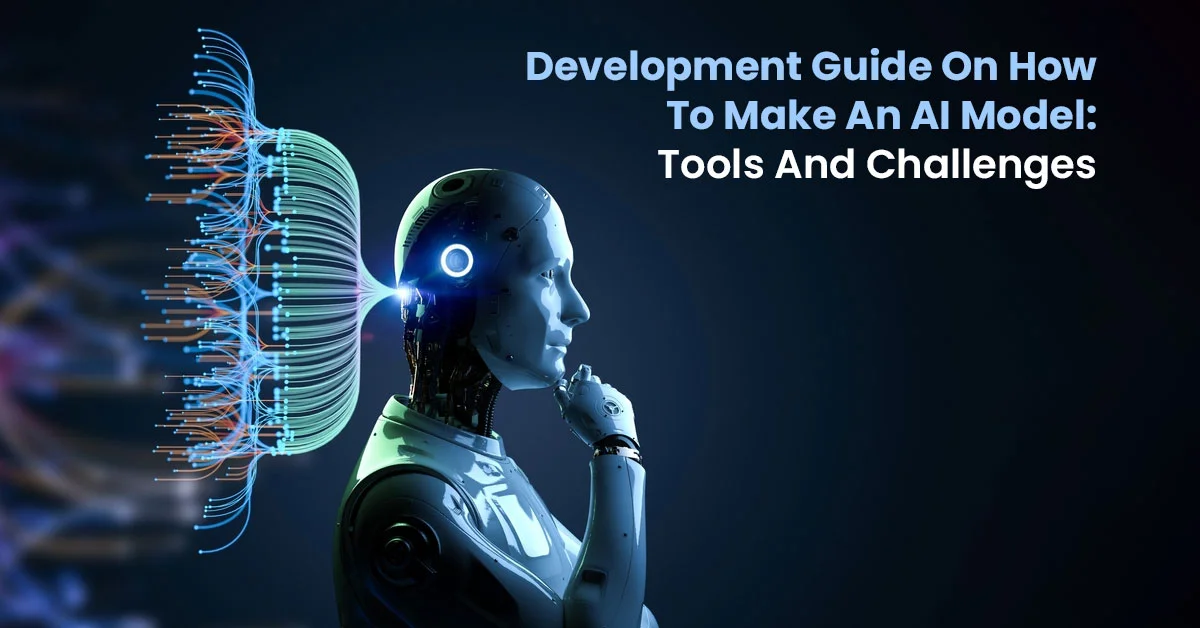 Development Guide On How
To Make An AI Model:
Tools And Challenges